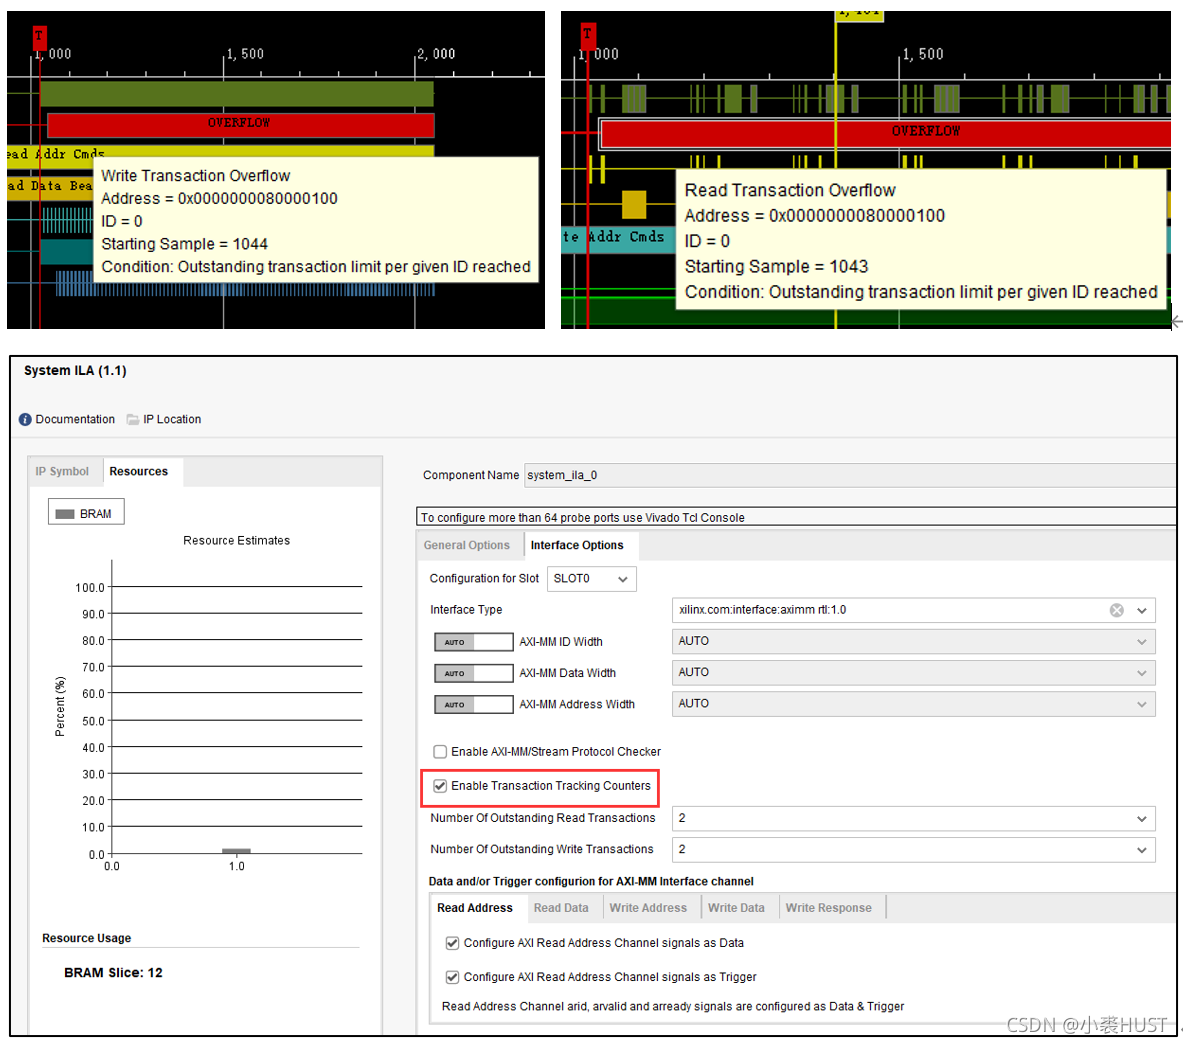 T
1,000
1,500
2,000
OVERFLOW
ead Addr Cmds
ad Data Bea
Write Transaction Overflow
Address = 0x0000000080000100
ID = 0
Starting Sample = 1044
Condition: Outstanding transaction limit per given ID reached
T
1,000
1,500
OVERFLOW
te Addr Cmds
Read Transaction Overflow
Address = 0x0000000080000100
ID = 0
Starting Sample = 1043
Condition: Outstanding transaction limit per given ID reached
System ILA (1.1)
Documentation IP Location
IP Symbol Resources
BRAM
Resource Estimates
Percent (%)
100.0
90.0
80.0
70.0
60.0
50.0
40.0
30.0
20.0
10.0
0.0
0.0 1.0
Resource Usage
BRAM Slice: 12
Component Name system_ila_0
To configure more than 64 probe ports use Vivado Tcl Console
General Options Interface Options
Configuration for Slot SLOT0
Interface Type xilinx.com:interface:aximm rtl:1.0
AUTO AXI-MM ID Width AUTO
AUTO AXI-MM Data Width AUTO
AUTO AXI-MM Address Width AUTO
Enable AXI-MM/Stream Protocol Checker
Enable Transaction Tracking Counters
Number Of Outstanding Read Transactions 2
Number Of Outstanding Write Transactions 2
Data and/or Trigger configurion for AXI-MM Interface channel
Read Address Read Data Write Address Write Data Write Response
Configure AXI Read Address Channel signals as Data
Configure AXI Read Address Channel signals as Trigger
Read Address Channel arid, arvalid and arready signals are configured as Data & Trigger
CSDN @小裘HUST